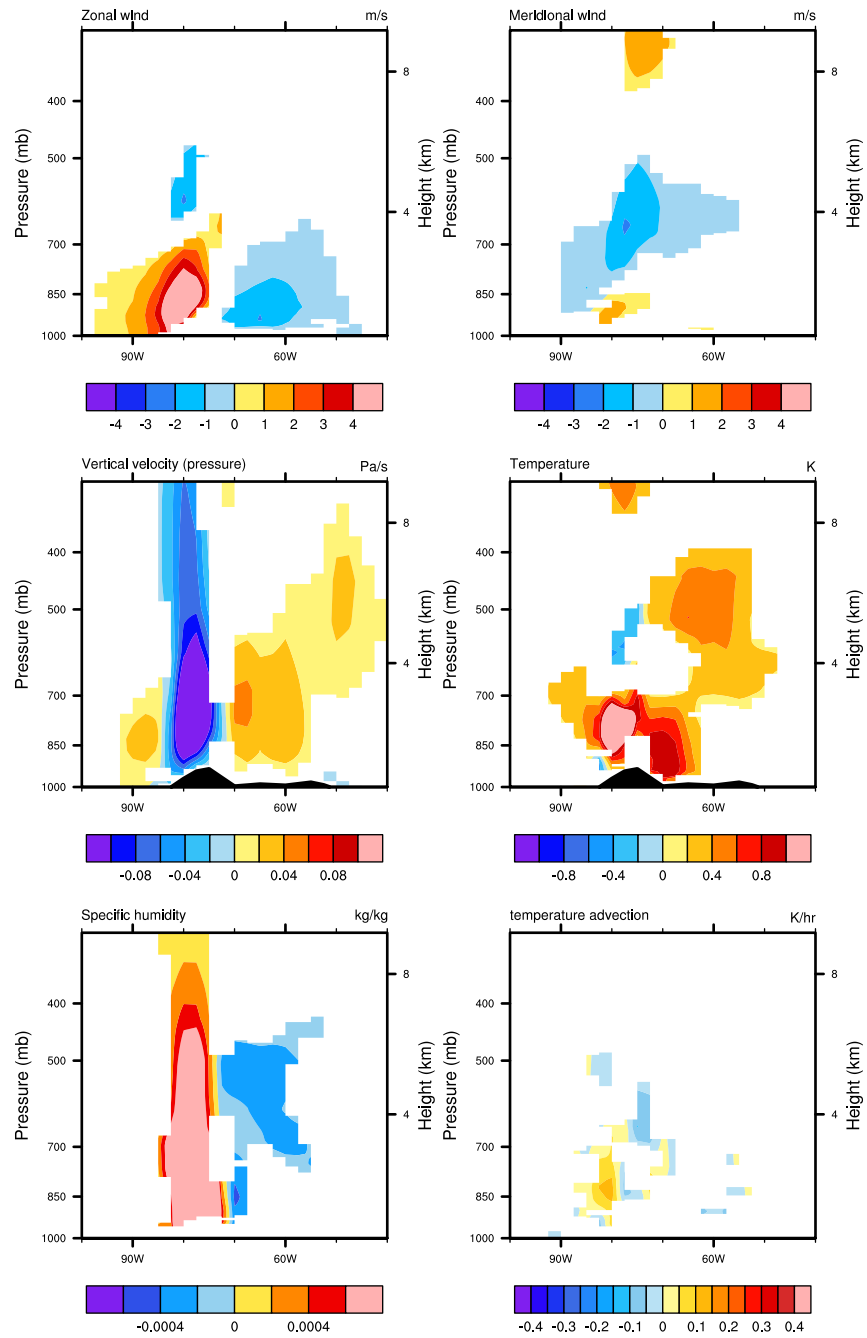 Zonal wind m/s
Pressure (mb)
400
500
700
850
1000
8
4
Height (km)
90W 60W
-4 -3 -2 -1 0 1 2 3 4
Meridional wind m/s
Pressure (mb)
400
500
700
850
1000
8
4
Height (km)
90W 60W
-4 -3 -2 -1 0 1 2 3 4
Vertical velocity (pressure) Pa/s
Pressure (mb)
400
500
700
850
1000
8
4
Height (km)
90W 60W
-0.08 -0.04 0 0.04 0.08
Temperature K
Pressure (mb)
400
500
700
850
1000
8
4
Height (km)
90W 60W
-0.8 -0.4 0 0.4 0.8
Specific humidity kg/kg
Pressure (mb)
400
500
700
850
1000
8
4
Height (km)
90W 60W
-0.0004 0 0.0004
temperature advection K/hr
Pressure (mb)
400
500
700
850
1000
8
4
Height (km)
90W 60W
-0.4 -0.3 -0.2 -0.1 0 0.1 0.2 0.3 0.4